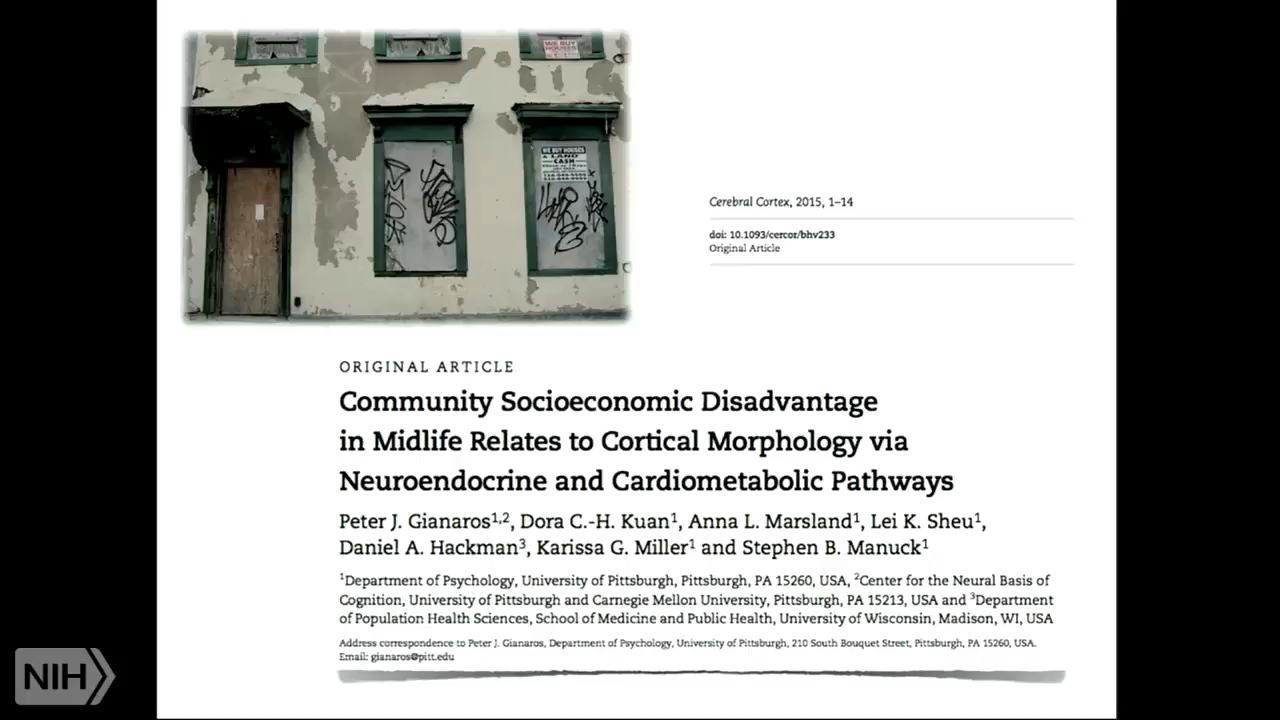 WE BUY
HOUSES
WE BUY HOUSES
& LAND
CASH
Cerebral Cortex, 2015, 1–14
doi: 10.1093/cercor/bhv233
Original Article
ORIGINAL ARTICLE
Community Socioeconomic Disadvantage
in Midlife Relates to Cortical Morphology via
Neuroendocrine and Cardiometabolic Pathways
Peter J. Gianaros1,2, Dora C.-H. Kuan1, Anna L. Marsland1, Lei K. Sheu1,
Daniel A. Hackman3, Karissa G. Miller1 and Stephen B. Manuck1
1Department of Psychology, University of Pittsburgh, Pittsburgh, PA 15260, USA, 2Center for the Neural Basis of
Cognition, University of Pittsburgh and Carnegie Mellon University, Pittsburgh, PA 15213, USA and 3Department
of Population Health Sciences, School of Medicine and Public Health, University of Wisconsin, Madison, WI, USA
Address correspondence to Peter J. Gianaros, Department of Psychology, University of Pittsburgh, 210 South Bouquet Street, Pittsburgh, PA 15260, USA.
Email: gianaros@pitt.edu
NIH